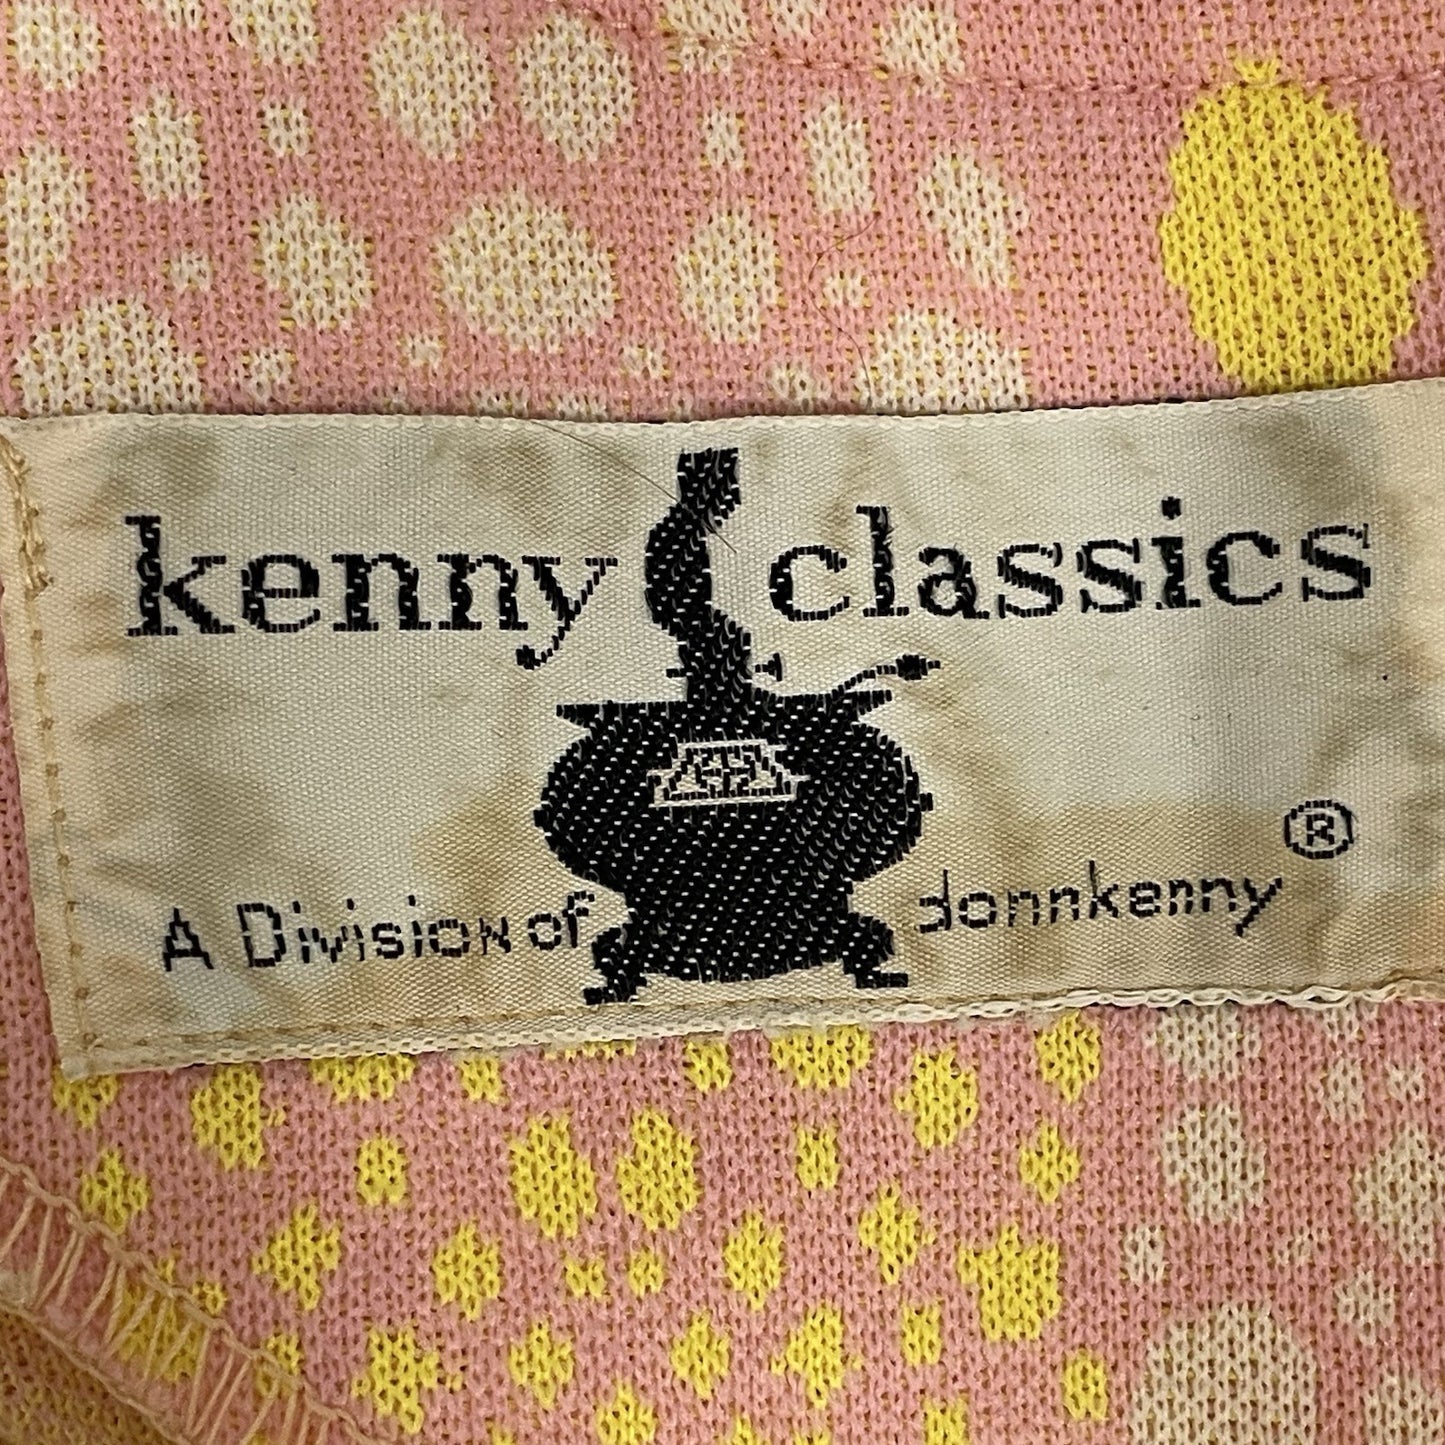 kenny classics
A Division of donnkenny ®